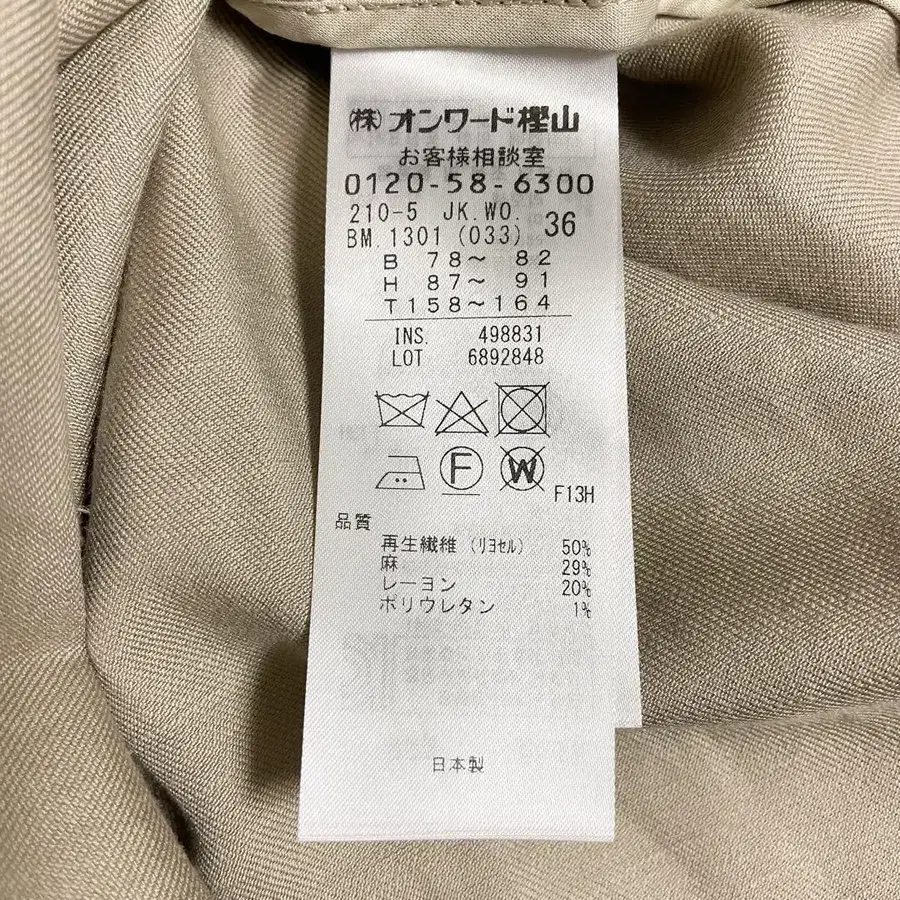 (株)オンワード樫山
お客様相談室
0120-58-6300
210-5 JK.WO.
BM.1301 (033) 36
B 78~ 82
H 87~ 91
T158~164
INS. 498831
LOT 6892848
F
W
F13H
品質
再生繊維 (リヨセル) 50%
麻 29%
レーヨン 20%
ポリウレタン 1%
日本製